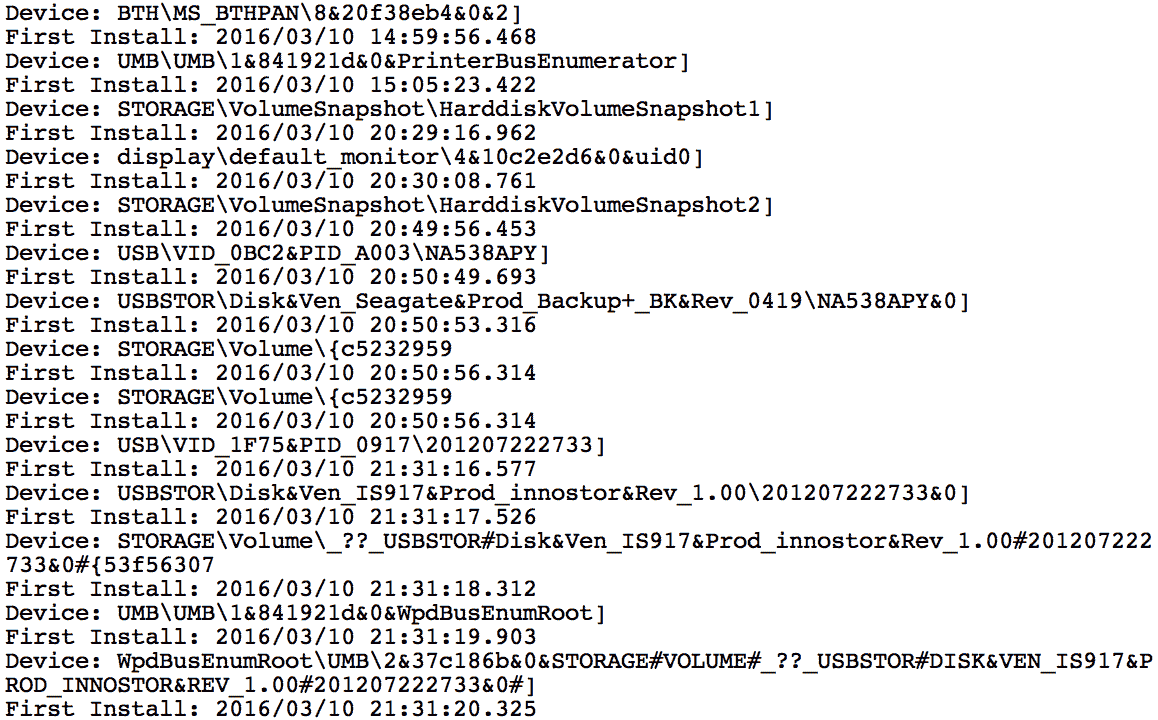 Device: BTH\MS_BTHPAN\8&20f38eb4&0&2]
First Install: 2016/03/10 14:59:56.468
Device: UMB\UMB\1&841921d&0&PrinterBusEnumerator]
First Install: 2016/03/10 15:05:23.422
Device: STORAGE\VolumeSnapshot\HarddiskVolumeSnapshot1]
First Install: 2016/03/10 20:29:16.962
Device: display\default_monitor\4&10c2e2d6&0&uid0]
First Install: 2016/03/10 20:30:08.761
Device: STORAGE\VolumeSnapshot\HarddiskVolumeSnapshot2]
First Install: 2016/03/10 20:49:56.453
Device: USB\VID_0BC2&PID_A003\NA538APY]
First Install: 2016/03/10 20:50:49.693
Device: USBSTOR\Disk&Ven_Seagate&Prod_Backup+_BK&Rev_0419\NA538APY&0]
First Install: 2016/03/10 20:50:53.316
Device: STORAGE\Volume\{c5232959
First Install: 2016/03/10 20:50:56.314
Device: STORAGE\Volume\{c5232959
First Install: 2016/03/10 20:50:56.314
Device: USB\VID_1F75&PID_0917\201207222733]
First Install: 2016/03/10 21:31:16.577
Device: USBSTOR\Disk&Ven_IS917&Prod_innostor&Rev_1.00\201207222733&0]
First Install: 2016/03/10 21:31:17.526
Device: STORAGE\Volume\_??_USBSTOR#Disk&Ven_IS917&Prod_innostor&Rev_1.00#201207222
733&0#{53f56307
First Install: 2016/03/10 21:31:18.312
Device: UMB\UMB\1&841921d&0&WpdBusEnumRoot]
First Install: 2016/03/10 21:31:19.903
Device: WpdBusEnumRoot\UMB\2&37c186b&0&STORAGE#VOLUME#_??_USBSTOR#DISK&VEN_IS917&P
ROD_INNOSTOR&REV_1.00#201207222733&0#]
First Install: 2016/03/10 21:31:20.325